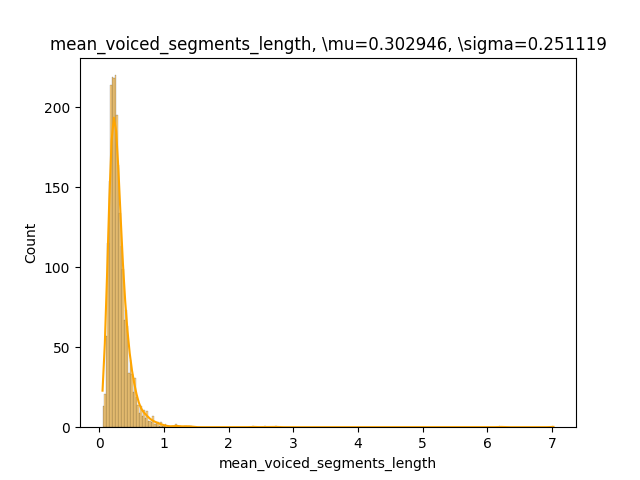 mean_voiced_segments_length, \mu=0.302946, \sigma=0.251119
200
150
100
50
0
Count
0 1 2 3 4 5 6 7
mean_voiced_segments_length